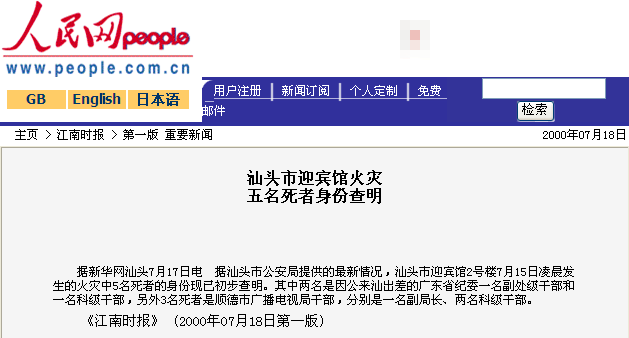 人民网people
www.people.com.cn
GB English 日本语
用户注册 新闻订阅 个人定制 免费
邮件
检索
主页 > 江南时报 > 第一版 重要新闻 2000年07月18日
汕头市迎宾馆火灾
五名死者身份查明
据新华网汕头7月17日电 据汕头市公安局提供的最新情况，汕头市迎宾馆2号楼7月15日凌晨发
生的火灾中5名死者的身份现已初步查明。其中两名是因公来汕出差的广东省纪委一名副处级干部和
一名科级干部，另外3名死者是顺德市广播电视局干部，分别是一名副局长、两名科级干部。
《江南时报》 (2000年07月18日第一版)